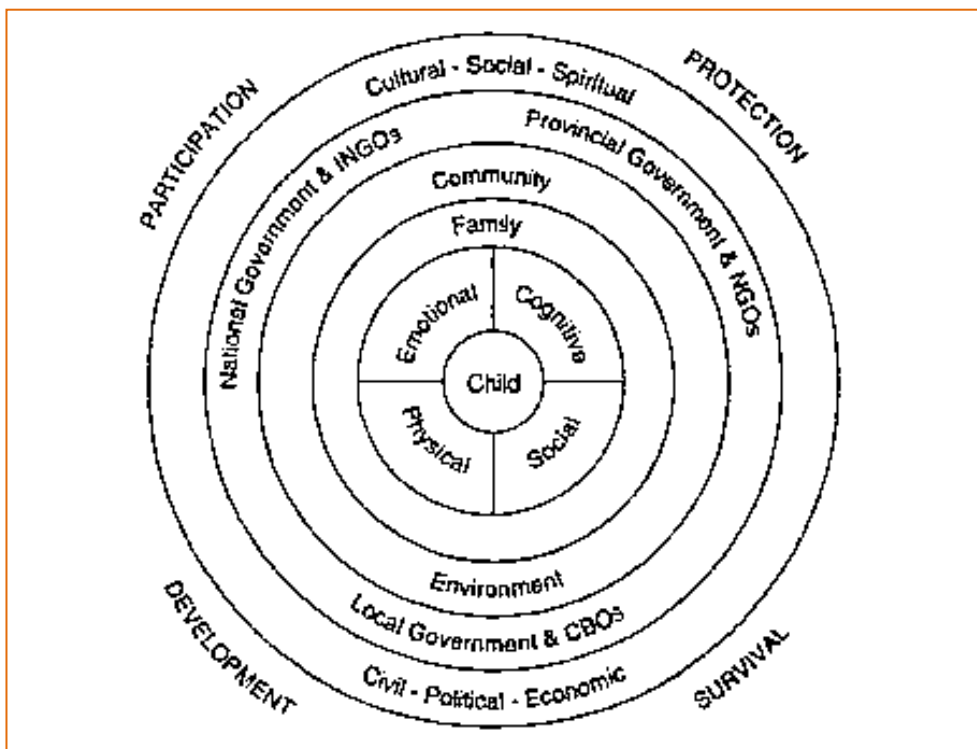 Cultural - Social - Spiritual
PARTICIPATION
PROTECTION
National Government & INGOs
Provincial Government & NGOs
Community
Family
Emotional
Cognitive
Child
Physical
Social
Environment
Local Government & CBOs
Civil - Political - Economic
DEVELOPMENT
SURVIVAL